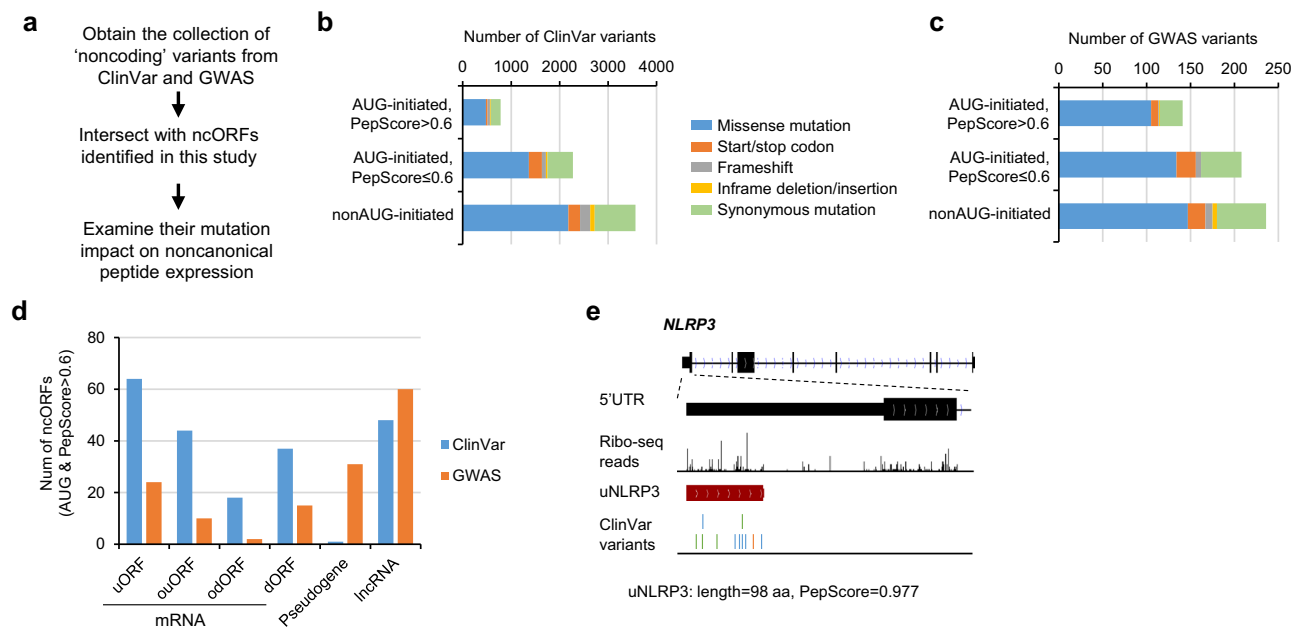 a
Obtain the collection of
‘noncoding’ variants from
ClinVar and GWAS
Intersect with ncORFs
identified in this study
Examine their mutation
impact on noncanonical
peptide expression
b
Number of ClinVar variants
0 1000 2000 3000 4000
AUG-initiated,
PepScore>0.6
AUG-initiated,
PepScore≤0.6
nonAUG-initiated
Missense mutation
Start/stop codon
Frameshift
Inframe deletion/insertion
Synonymous mutation
c
Number of GWAS variants
0 50 100 150 200 250
AUG-initiated,
PepScore>0.6
AUG-initiated,
PepScore≤0.6
nonAUG-initiated
d
Num of ncORFs
(AUG & PepScore>0.6)
80
60
40
20
0
uORF
ouORF
odORF
dORF
Pseudogene
lncRNA
mRNA
ClinVar
GWAS
e
NLRP3
5’UTR
Ribo-seq
reads
uNLRP3
ClinVar
variants
uNLRP3: length=98 aa, PepScore=0.977